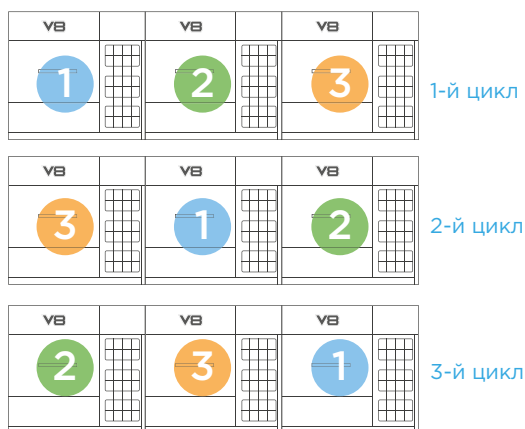 V8 V8 V8
1 2 3
1-й цикл
V8 V8 V8
3 1 2
2-й цикл
V8 V8 V8
2 3 1
3-й цикл